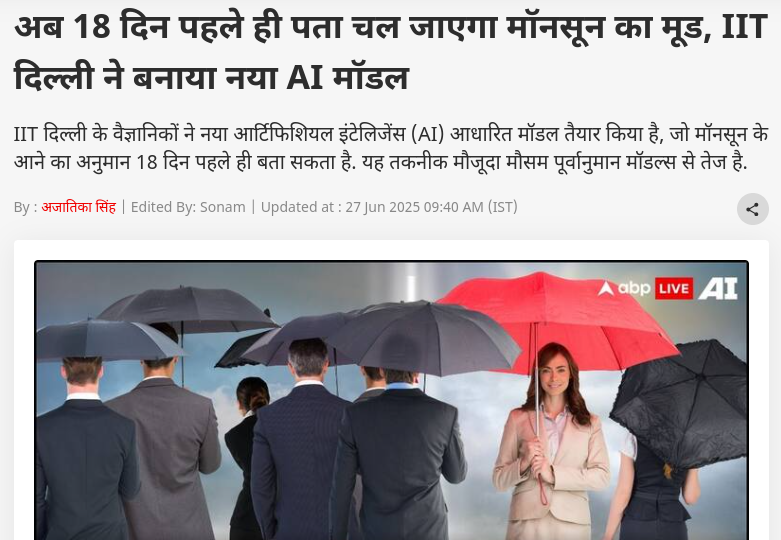 अब 18 दिन पहले ही पता चल जाएगा मॉनसून का मूड, IIT
दिल्ली ने बनाया नया AI मॉडल
IIT दिल्ली के वैज्ञानिकों ने नया आर्टिफिशियल इंटेलिजेंस (AI) आधारित मॉडल तैयार किया है, जो मॉनसून के
आने का अनुमान 18 दिन पहले ही बता सकता है. यह तकनीक मौजूदा मौसम पूर्वानुमान मॉडल्स से तेज है.
By : अजातिका सिंह | Edited By: Sonam | Updated at : 27 Jun 2025 09:40 AM (IST)
abp LIVE AI